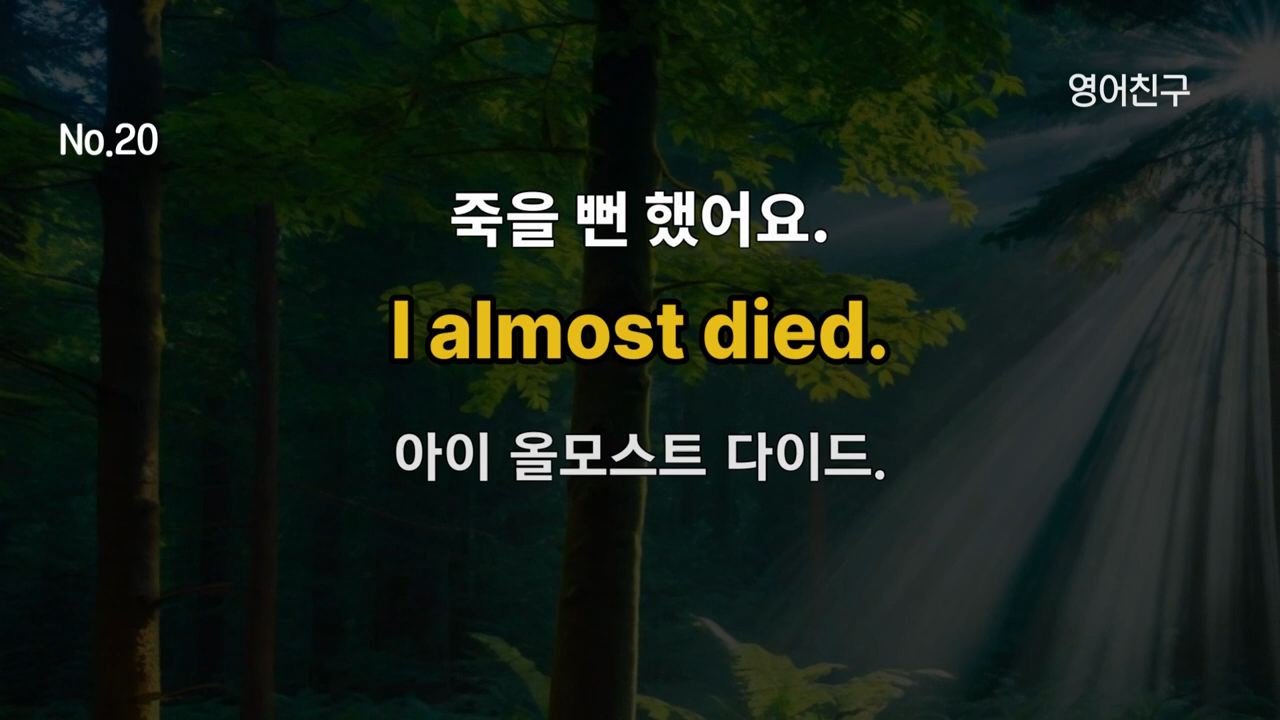 영어친구
No.20
죽을 뻔 했어요.
I almost died.
아이 올모스트 다이드.